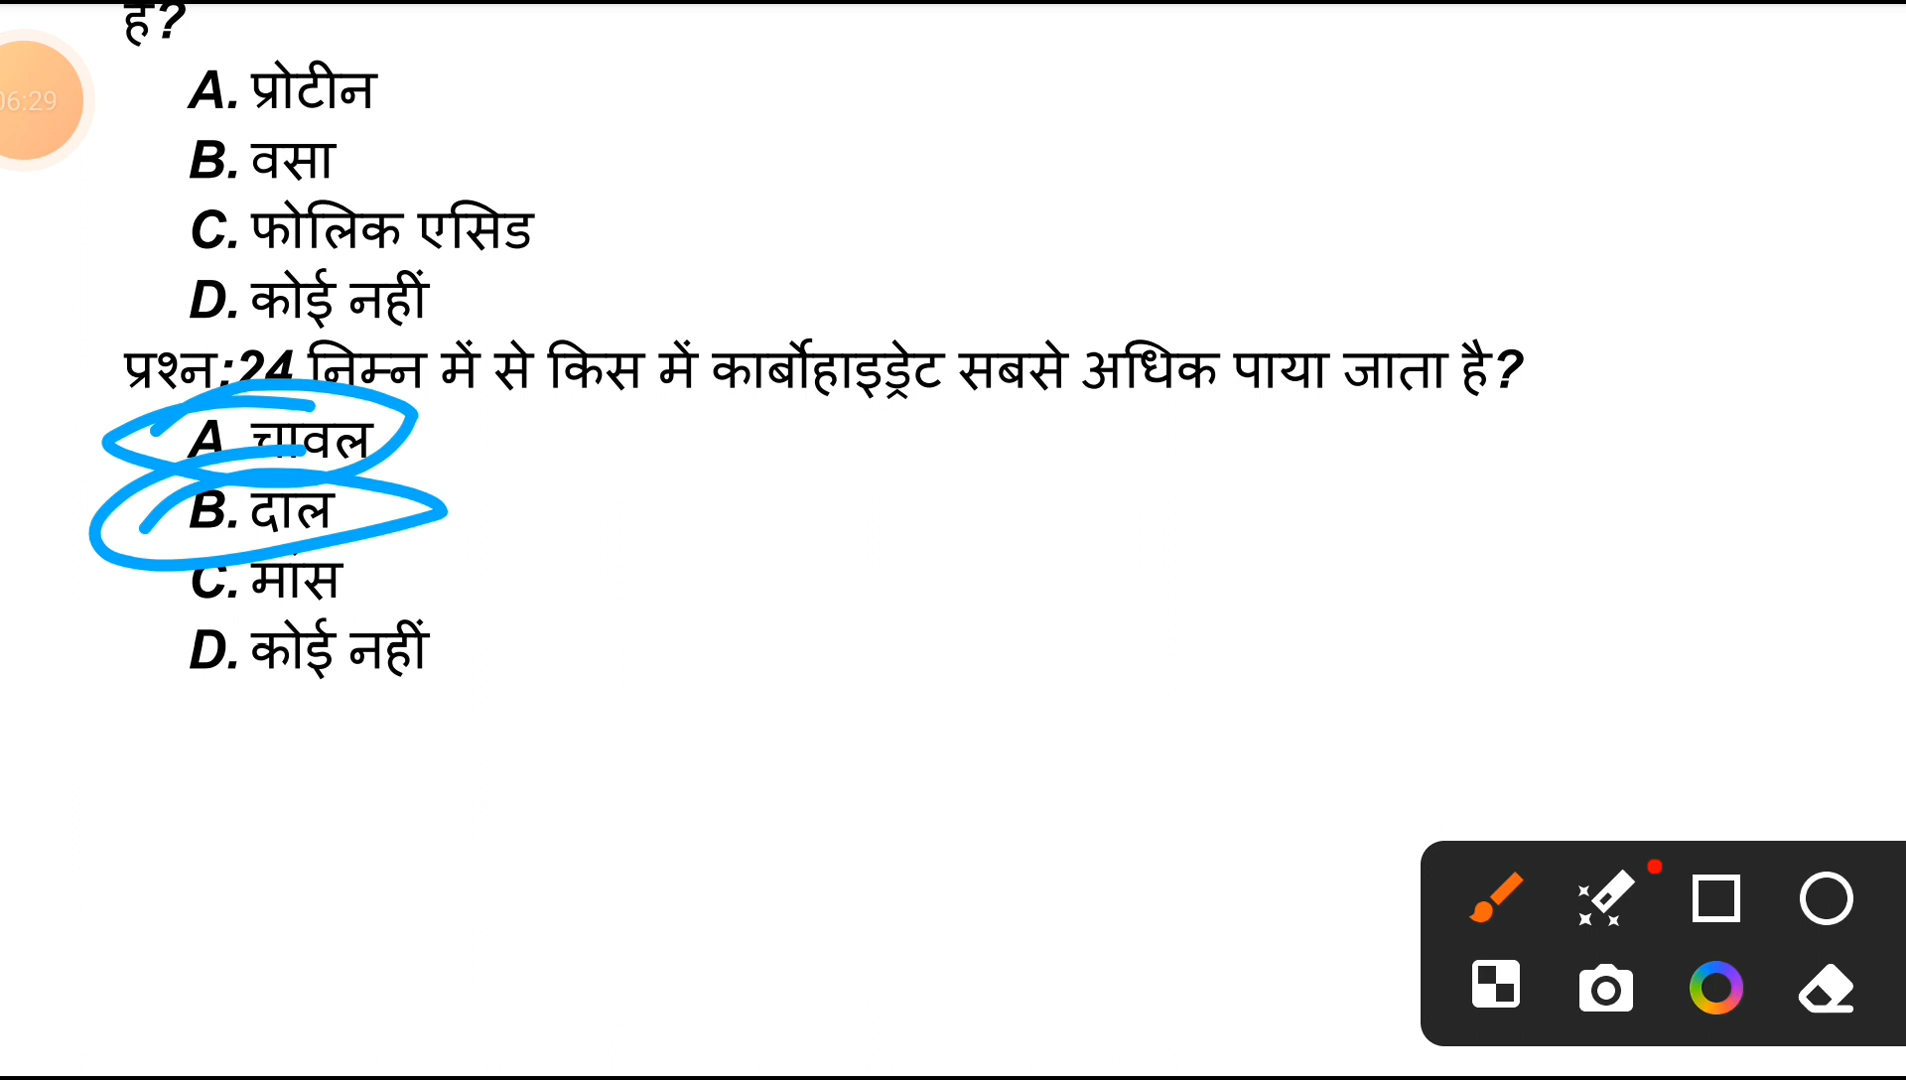 है?
06:29
A. प्रोटीन
B. वसा
C. फोलिक एसिड
D. कोई नहीं
प्रश्न:24 निम्न में से किस में कार्बोहाइड्रेट सबसे अधिक पाया जाता है?
A. चावल
B. दाल
C. मांस
D. कोई नहीं